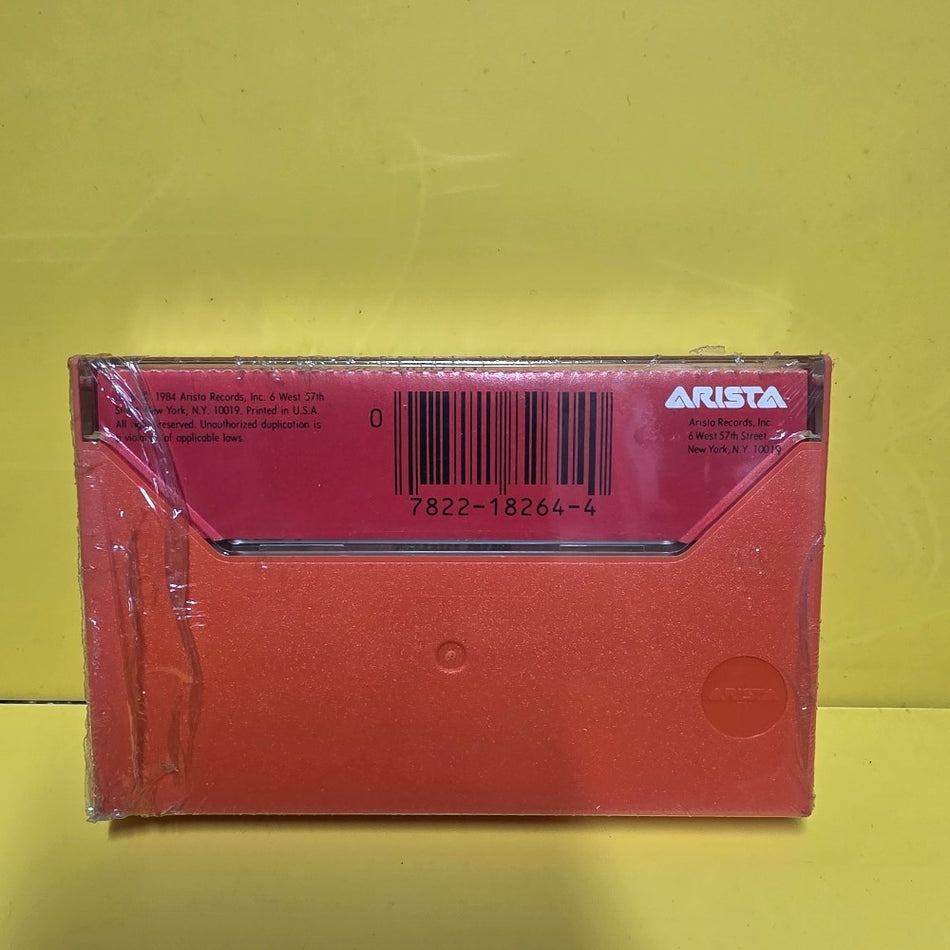 1984 Arista Records, Inc. 6 West 57th
New York, N.Y. 10019. Printed in U.S.A.
All reserved. Unauthorized duplication is
of applicable laws.
0
7822-18264-4
ARISTA
Arista Records, Inc.
6 West 57th Street
New York, N.Y. 10019
ARISTA